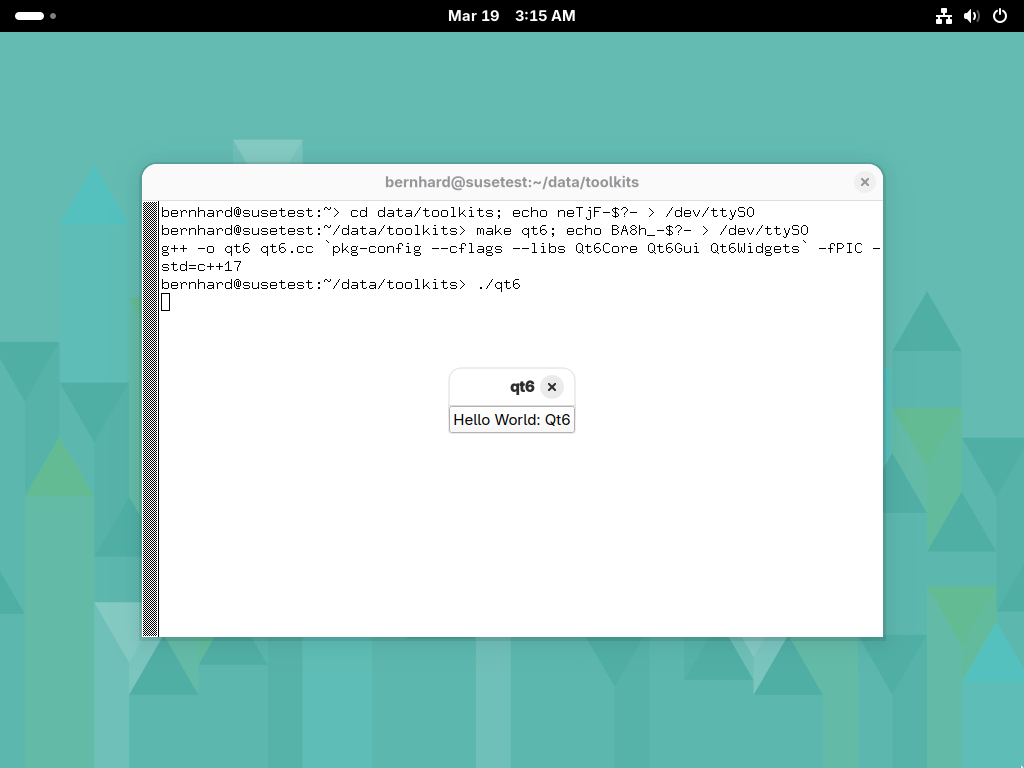 Mar 19 3:15 AM
bernhard@susetest:~/data/toolkits
bernhard@susetest:~> cd data/toolkits; echo neTjF-$?- > /dev/ttyS0
bernhard@susetest:~/data/toolkits> make qt6; echo BA8h_-$?- > /dev/ttyS0
g++ -o qt6 qt6.cc `pkg-config --cflags --libs Qt6Core Qt6Gui Qt6Widgets` -fPIC -
std=c++17
bernhard@susetest:~/data/toolkits> ./qt6
qt6
Hello World: Qt6